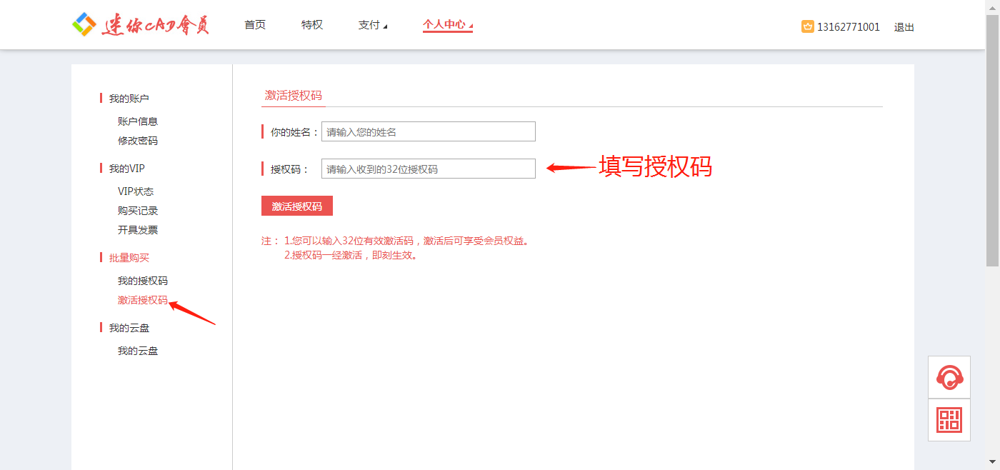 迷你CAD會員
首页 特权 支付 个人中心
13162771001 退出
我的账户
账户信息
修改密码
我的VIP
VIP状态
购买记录
开具发票
批量购买
我的授权码
激活授权码
我的云盘
我的云盘
激活授权码
你的姓名： 请输入您的姓名
授权码： 请输入收到的32位授权码
填写授权码
激活授权码
注： 1.您可以输入32位有效激活码，激活后可享受会员权益。
2.授权码一经激活，即刻生效。